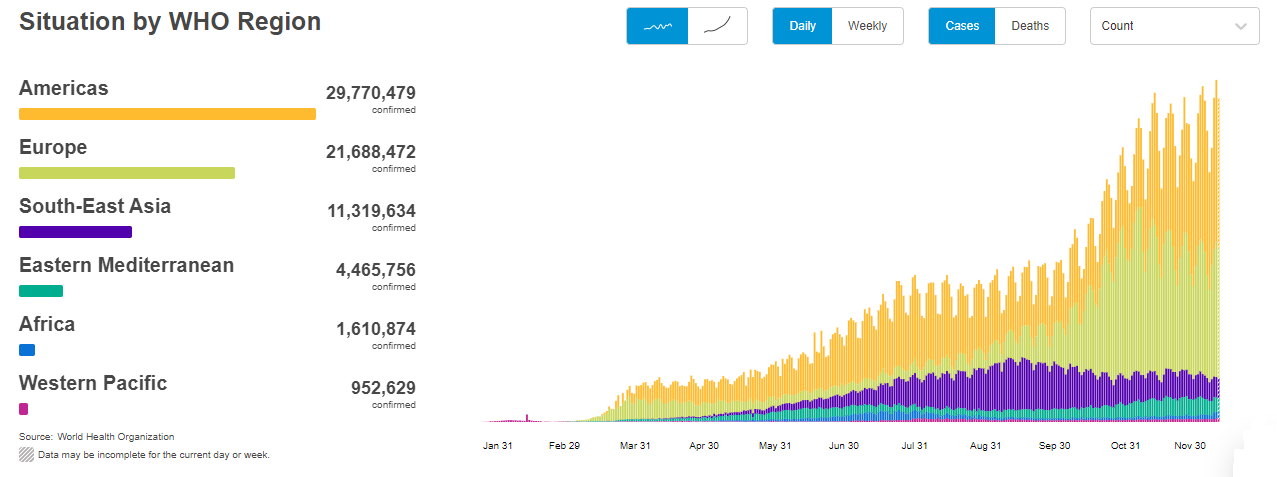 Situation by WHO Region
Daily
Weekly
Cases
Deaths
Count
Americas
29,770,479
confirmed
Europe
21,688,472
confirmed
South-East Asia
11,319,634
confirmed
Eastern Mediterranean
4,465,756
confirmed
Africa
1,610,874
confirmed
Western Pacific
952,629
confirmed
Source: World Health Organization
Data may be incomplete for the current day or week.
Jan 31
Feb 29
Mar 31
Apr 30
May 31
Jun 30
Jul 31
Aug 31
Sep 30
Oct 31
Nov 30